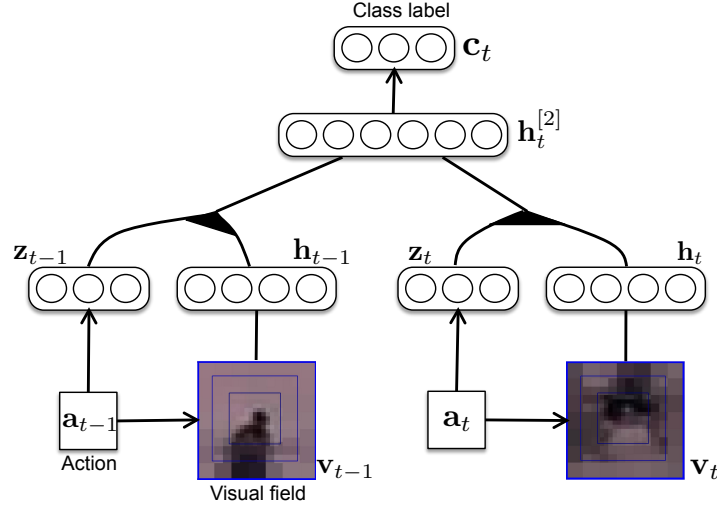 Class label
c_t
h_t^{[2]}
z_{t−1}
h_{t−1}
z_t
h_t
a_{t−1}
a_t
Action
v_{t−1}
v_t
Visual field